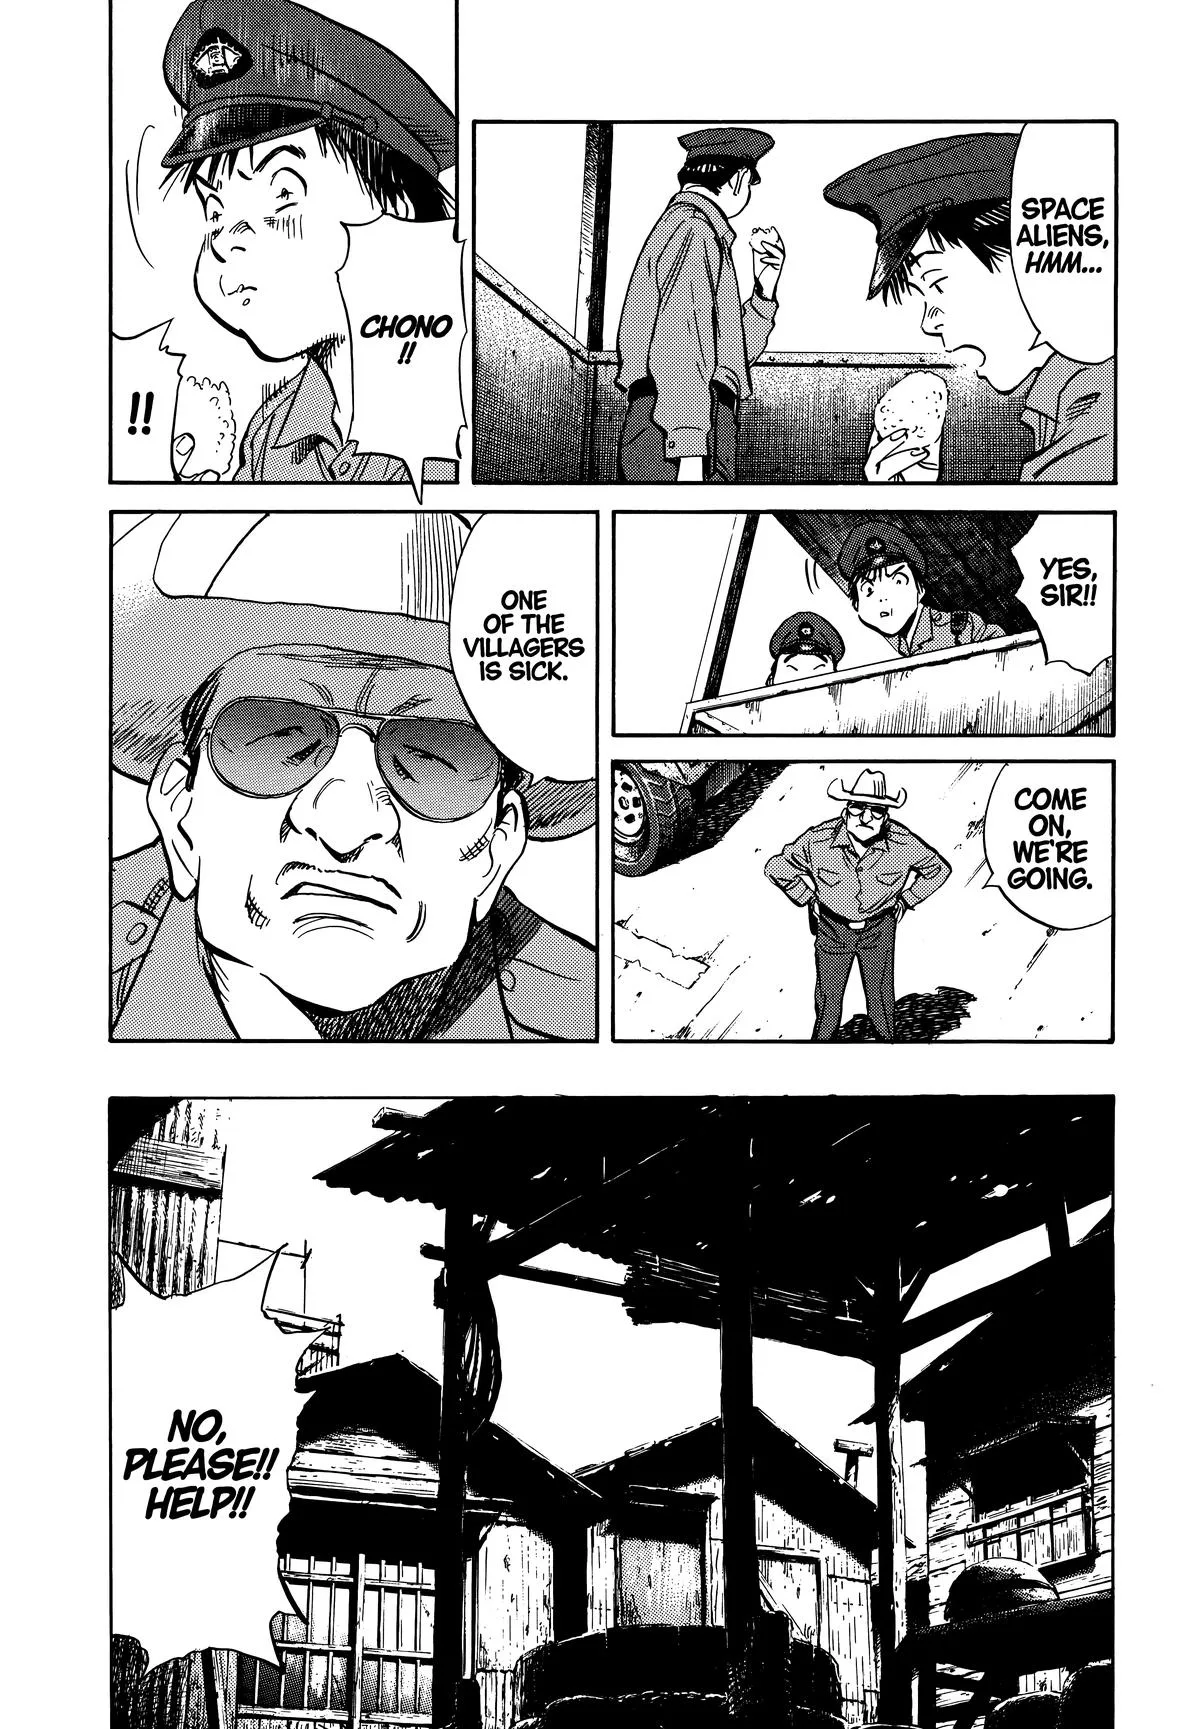 SPACE
ALIENS,
HMM...
CHONO
!!
!!
YES,
SIR!!
ONE
OF THE
VILLAGERS
IS SICK.
COME
ON,
WE'RE
GOING.
NO,
PLEASE!!
HELP!!